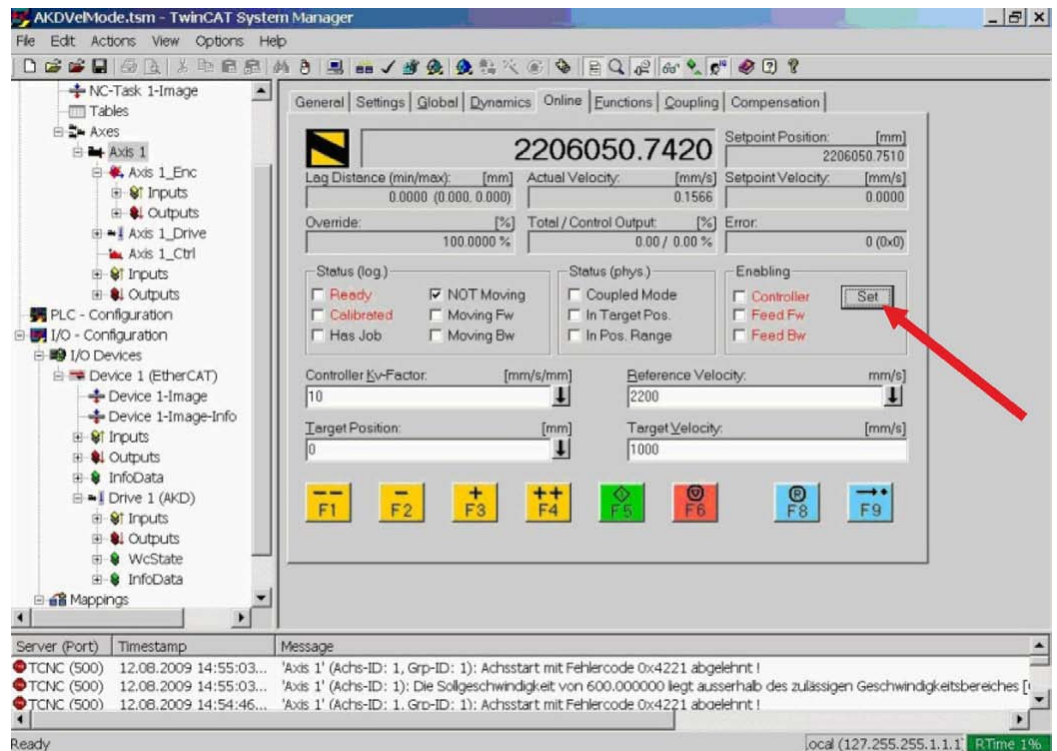 AKDVelMode.tsm - TwinCAT System Manager
File Edit Actions View Options Help
NC-Task 1-Image
Tables
Axes
Axis 1
Axis 1_Enc
Inputs
Outputs
Axis 1_Drive
Axis 1_Ctrl
Inputs
Outputs
PLC - Configuration
I/O - Configuration
I/O Devices
Device 1 (EtherCAT)
Device 1-Image
Device 1-Image-Info
Inputs
Outputs
InfoData
Drive 1 (AKD)
Inputs
Outputs
WcState
InfoData
Mappings
General Settings Global Dynamics Online Functions Coupling Compensation
2206050.7420
Setpoint Position: [mm]
2206050.7510
Lag Distance (min/max): [mm] Actual Velocity: [mm/s] Setpoint Velocity: [mm/s]
0.0000 (0.000, 0.000) 0.1566 0.0000
Override: [%] Total / Control Output: [%] Error:
100.0000 % 0.00 / 0.00 % 0 (0x0)
Status (log.) Status (phys.) Enabling
Ready NOT Moving Coupled Mode Controller Set
Calibrated Moving Fw In Target Pos. Feed Fw
Has Job Moving Bw In Pos. Range Feed Bw
Controller Kv-Factor: [mm/s/mm] Reference Velocity: mm/s]
10 2200
Target Position: [mm] Target Velocity: [mm/s]
0 1000
-- - + ++
F1 F2 F3 F4 F5 F6 F8 F9
Server (Port) Timestamp Message
TCNC (500) 12.08.2009 14:55:03... 'Axis 1' (Achs-ID: 1, Grp-ID: 1): Achsstart mit Fehlercode 0x4221 abgelehnt !
TCNC (500) 12.08.2009 14:55:03... 'Axis 1' (Achs-ID: 1): Die Sollgeschwindigkeit von 600.000000 liegt ausserhalb des zulässigen Geschwindigkeitsbereiches [
TCNC (500) 12.08.2009 14:54:46... 'Axis 1' (Achs-ID: 1, Grp-ID: 1): Achsstart mit Fehlercode 0x4221 abgelehnt !
Ready ocal (127.255.255.1.1.1 RTime 1%